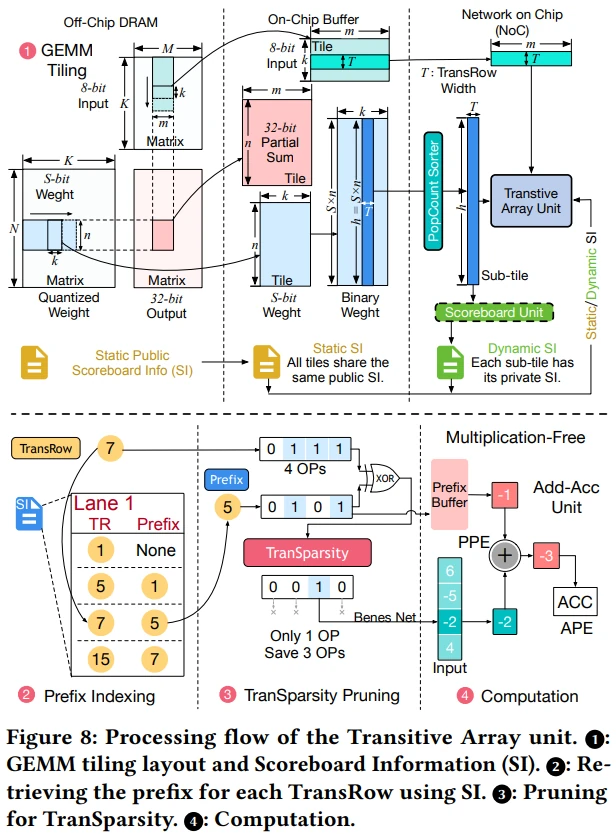 Off-Chip DRAM
On-Chip Buffer
Network on Chip
(NoC)
1 GEMM
Tiling
M
8-bit
Input
K
k
m
Matrix
m
8-bit
Input
Tile
k
T
m
T
T : TransRow
Width
m
n
32-bit
Partial
Sum
Tile
k
S×n
h = S×n
T
Binary
Weght
K
S-bit
Weght
N
n
k
Matrix
Quantized
Weight
Matrix
32-bit
Output
k
n
Tile
S-bit
Weght
PopCount Sorter
T
h
Sub-tile
Transtive
Array Unit
Scoreboard Unit
Static/Dynamic SI
Static Public
Scoreboard Info (SI)
Static SI
All tiles share the
same public SI.
Dynamic SI
Each sub-tile has
its private SI.
TransRow
7
SI
Lane 1
TR Prefix
1 None
5 1
7 5
15 7
2 Prefix Indexing
Prefix
5
0 1 1 1
4 OPs
XOR
0 1 0 1
TranSparsity
0 0 1 0
× × ×
Only 1 OP
Save 3 OPs
Benes Net
3 TranSparsity Pruning
Multiplication-Free
Prefix
Buffer
-1
Add-Acc
Unit
PPE
+
-3
ACC
APE
6
-5
-2
4
Input
-2
4 Computation
Figure 8: Processing flow of the Transitive Array unit. ❶:
GEMM tiling layout and Scoreboard Information (SI). ❷: Re-
trieving the prefix for each TransRow using SI. ❸: Pruning
for TranSparsity. ❹: Computation.